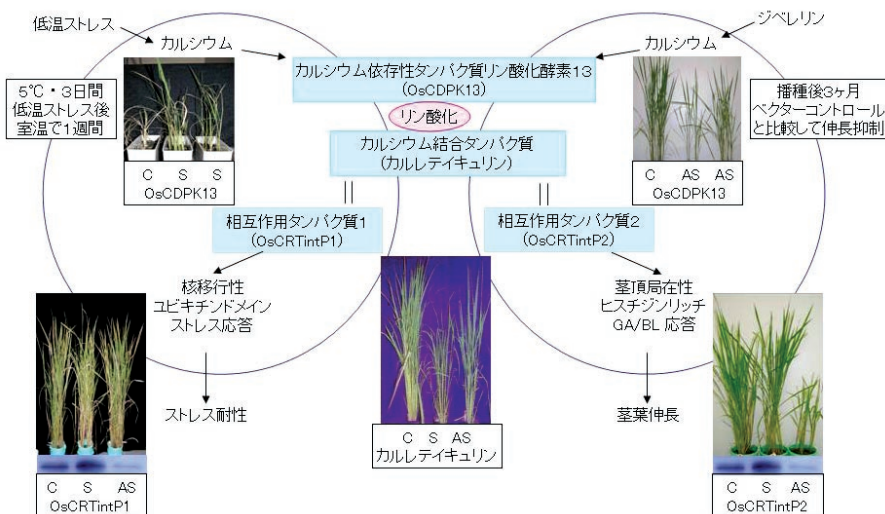 低温ストレス
カルシウム
ジベレリン
カルシウム
カルシウム依存性タンパク質リン酸化酵素13
(OsCDPK13)
5℃・3日間
低温ストレス後
室温で1週間
播種後3ヶ月
ベクターコントロール
と比較して伸長抑制
リン酸化
カルシウム結合タンパク質
(カルレテイキュリン)
C S S
OsCDPK13
C AS AS
OsCDPK13
相互作用タンパク質1
(OsCRTintP1)
相互作用タンパク質2
(OsCRTintP2)
核移行性
ユビキチンドメイン
ストレス応答
茎頂局在性
ヒスチジンリッチ
GA/BL 応答
ストレス耐性
茎葉伸長
C S AS
カルレテイキュリン
C S AS
OsCRTintP1
C S AS
OsCRTintP2